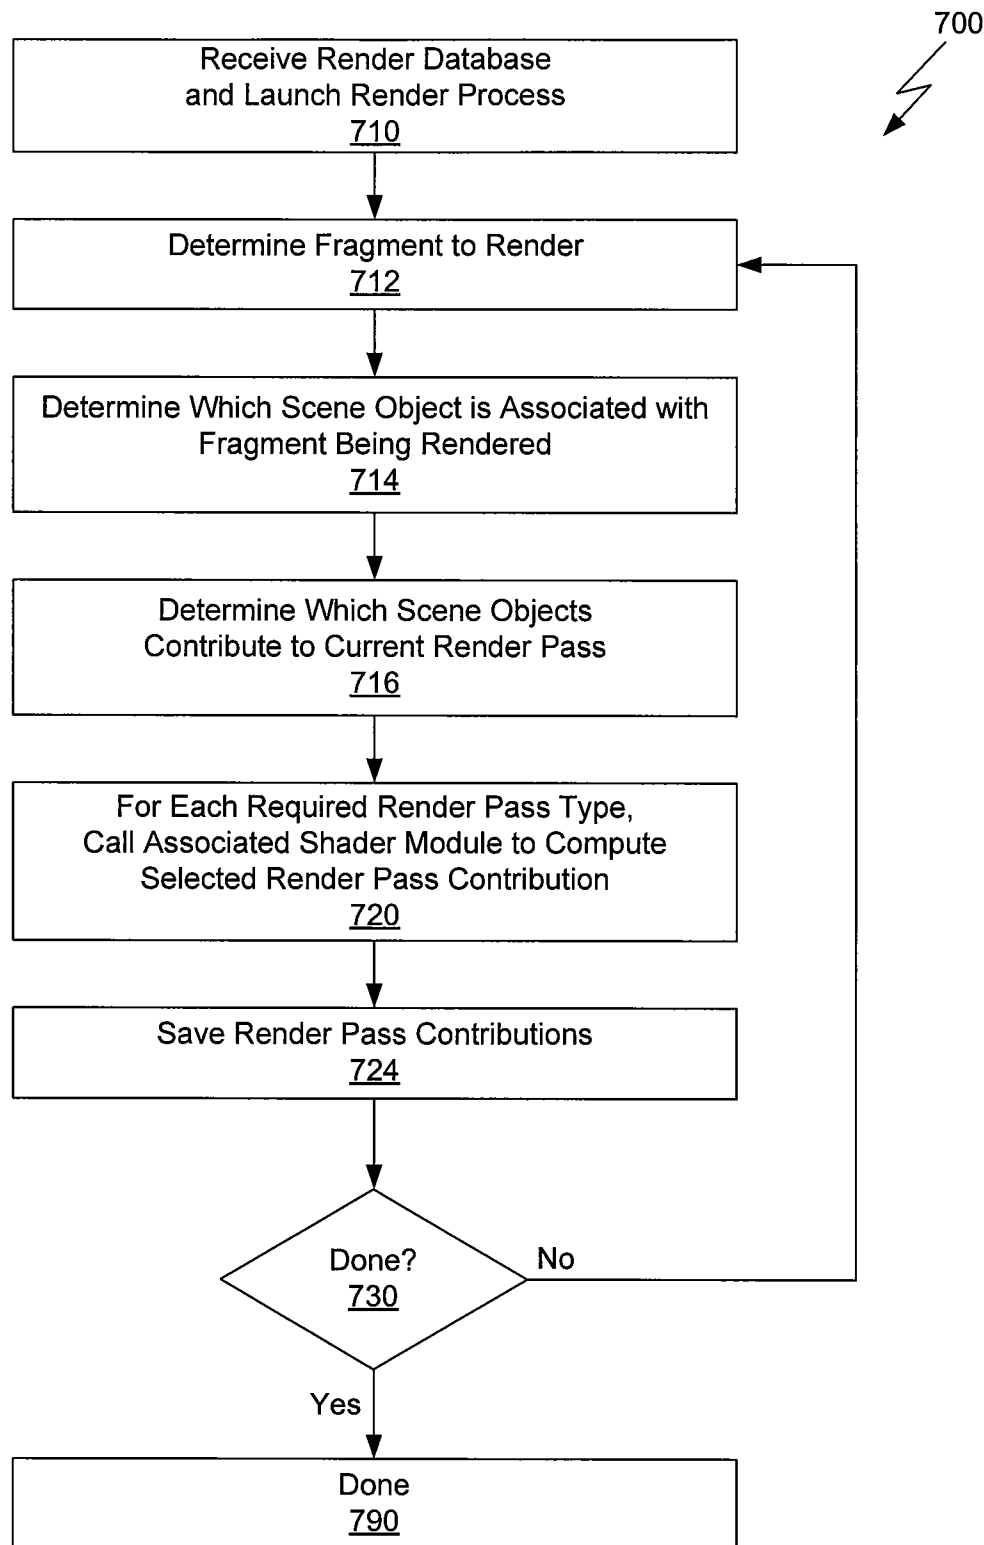 700
Receive Render Database
and Launch Render Process
710
Determine Fragment to Render
712
Determine Which Scene Object is Associated with
Fragment Being Rendered
714
Determine Which Scene Objects
Contribute to Current Render Pass
716
For Each Required Render Pass Type,
Call Associated Shader Module to Compute
Selected Render Pass Contribution
720
Save Render Pass Contributions
724
Done?
730
No
Yes
Done
790